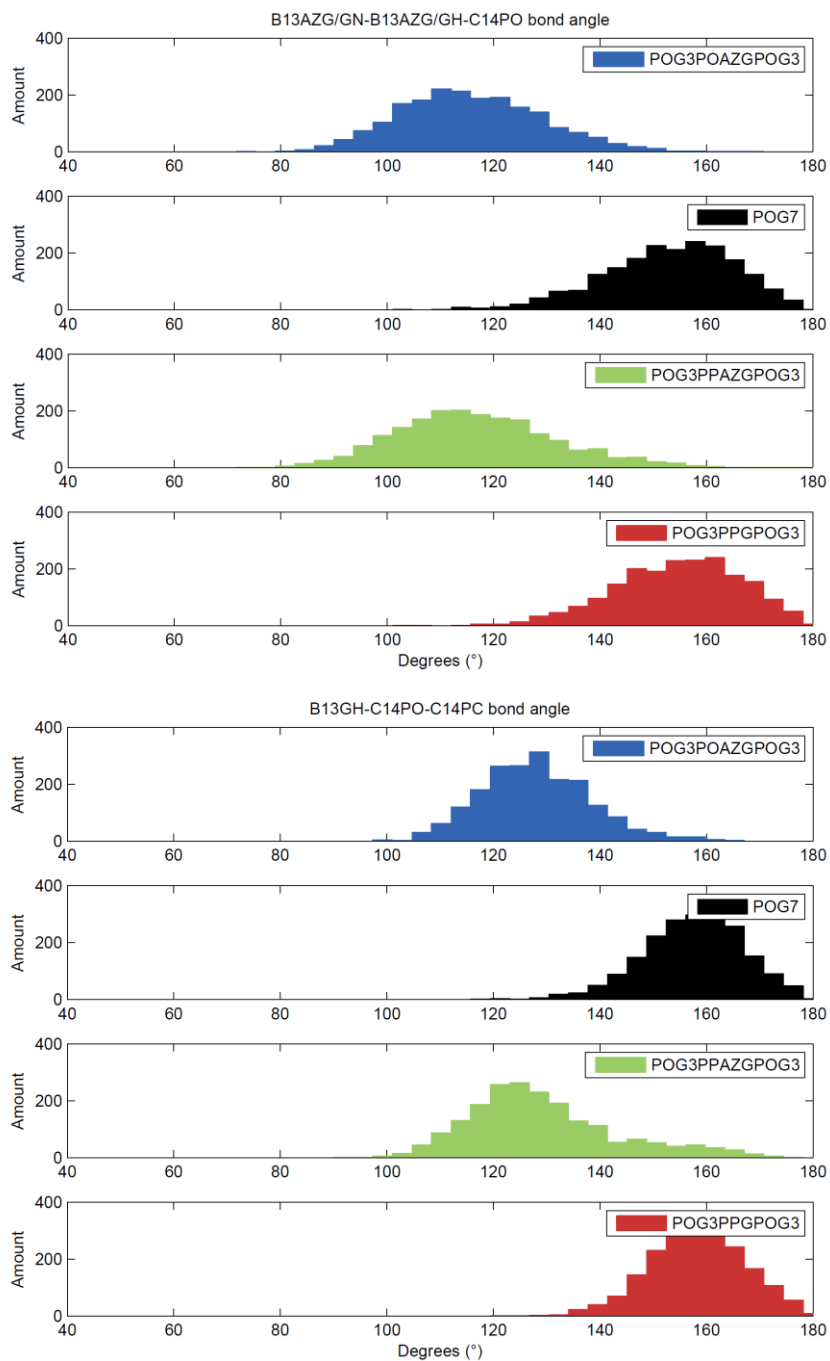 B13AZG/GN-B13AZG/GH-C14PO bond angle
400
200
0
Amount
POG3POAZGPOG3
40 60 80 100 120 140 160 180
400
200
0
Amount
POG7
40 60 80 100 120 140 160 180
400
200
0
Amount
POG3PPAZGPOG3
40 60 80 100 120 140 160 180
400
200
0
Amount
POG3PPGPOG3
40 60 80 100 120 140 160 180
Degrees (°)
B13GH-C14PO-C14PC bond angle
400
200
0
Amount
POG3POAZGPOG3
40 60 80 100 120 140 160 180
400
200
0
Amount
POG7
40 60 80 100 120 140 160 180
400
200
0
Amount
POG3PPAZGPOG3
40 60 80 100 120 140 160 180
400
200
0
Amount
POG3PPGPOG3
40 60 80 100 120 140 160 180
Degrees (°)